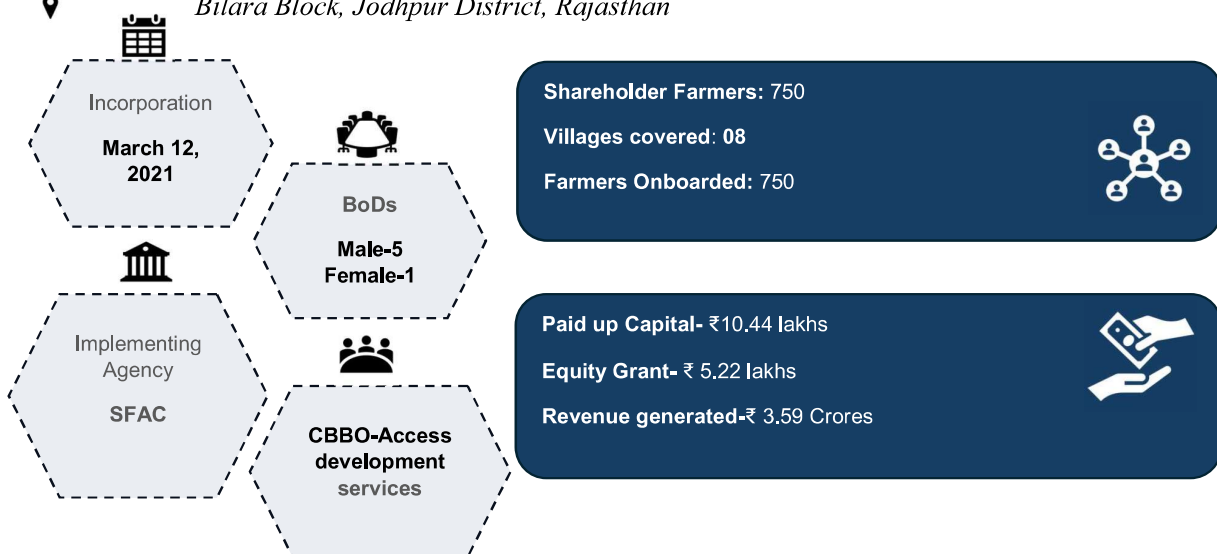 Bilara Block, Jodhpur District, Rajasthan
Incorporation
March 12,
2021
BoDs
Male-5
Female-1
Implementing
Agency
SFAC
CBBO-Access
development
services
Shareholder Farmers: 750
Villages covered: 08
Farmers Onboarded: 750
Paid up Capital- ₹10.44 lakhs
Equity Grant- ₹ 5.22 lakhs
Revenue generated-₹ 3.59 Crores